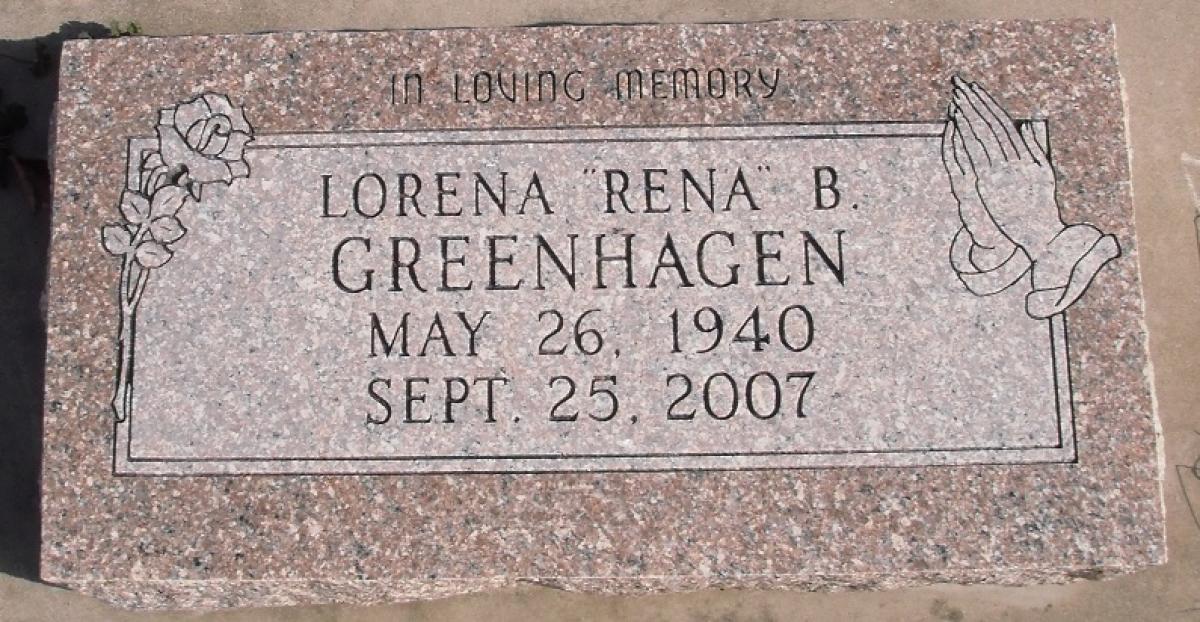 IN LOVING MEMORY
LORENA "RENA" B.
GREENHAGEN
MAY 26, 1940
SEPT. 25, 2007